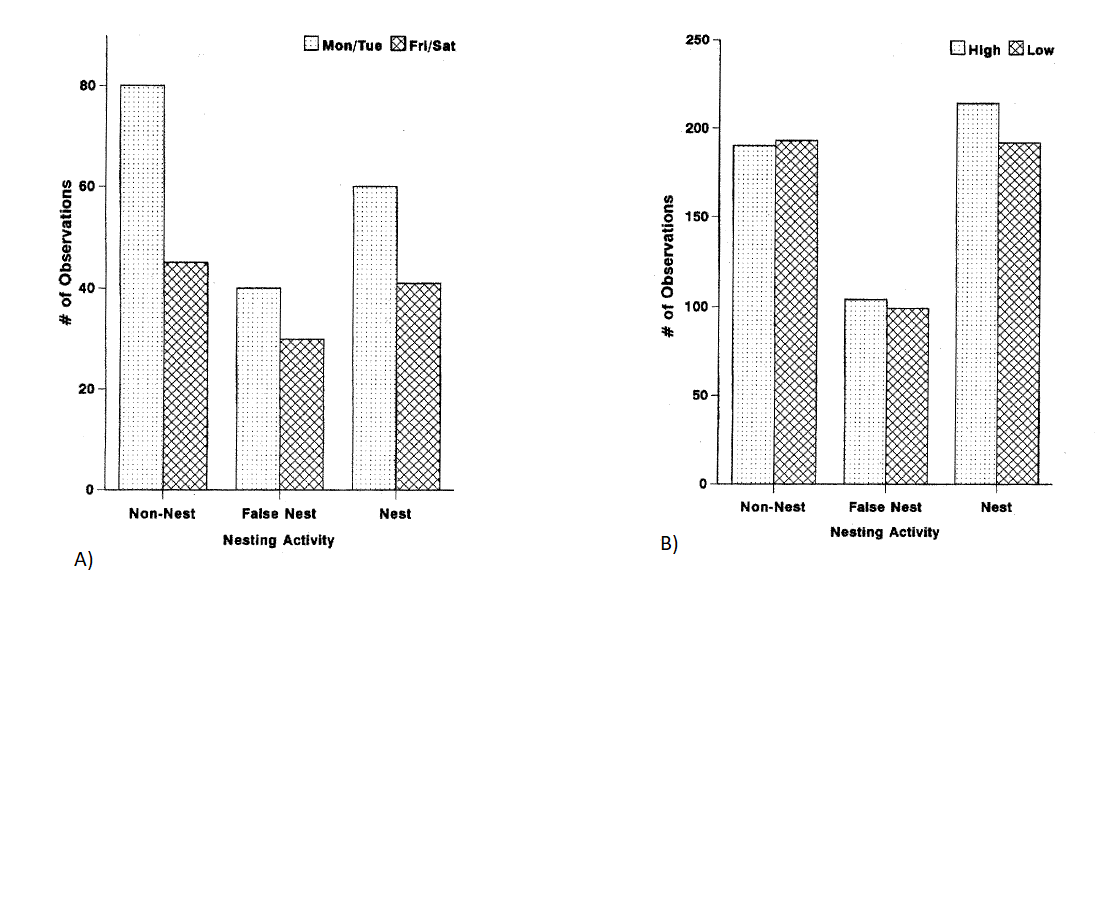 Mon/Tue Fri/Sat
80
60
40
20
0
# of Observations
Non-Nest False Nest Nest
Nesting Activity
A)
High Low
250
200
150
100
50
0
# of Observations
Non-Nest False Nest Nest
Nesting Activity
B)